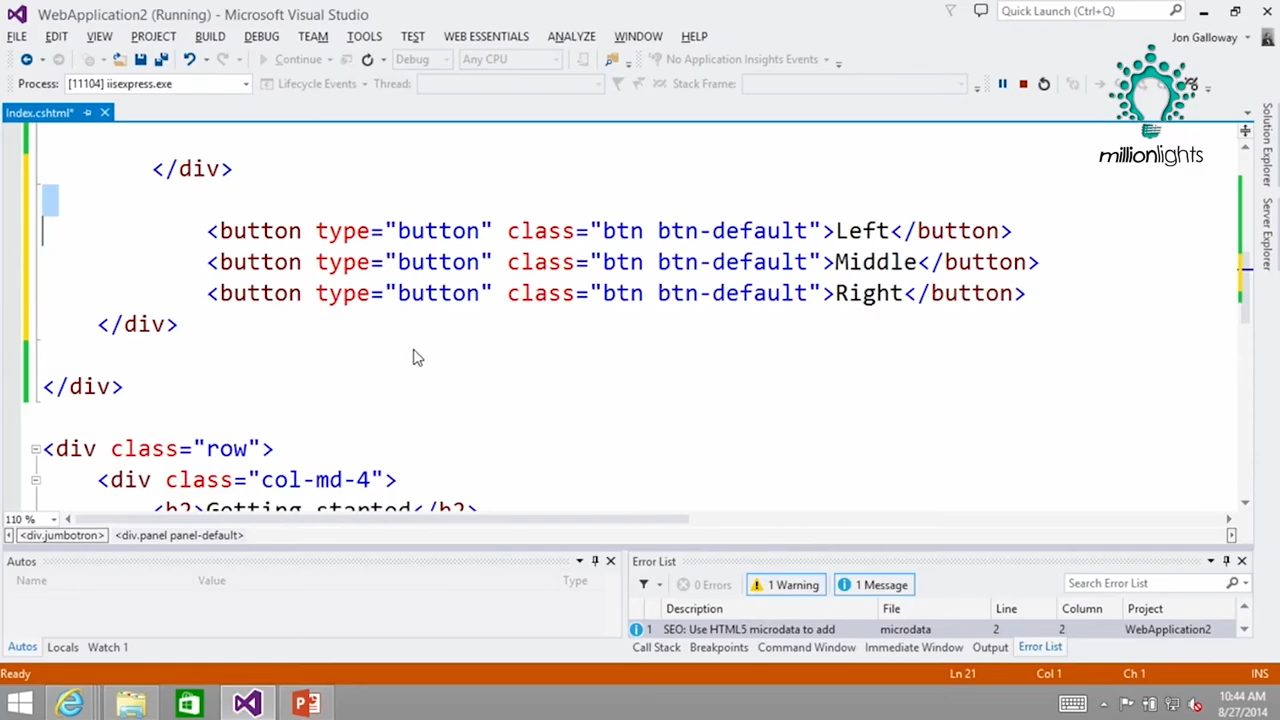 WebApplication2 (Running) - Microsoft Visual Studio
Quick Launch (Ctrl+Q)
FILE EDIT VIEW PROJECT BUILD DEBUG TEAM TOOLS TEST WEB ESSENTIALS ANALYZE WINDOW HELP
Jon Galloway
Continue Debug Any CPU No Application Insights Events
Process: [11104] iisexpress.exe Lifecycle Events Thread: Stack Frame:
Index.cshtml*
millionlights
</div>
<button type="button" class="btn btn-default">Left</button>
<button type="button" class="btn btn-default">Middle</button>
<button type="button" class="btn btn-default">Right</button>
</div>
</div>
<div class="row">
<div class="col-md-4">
<h2>Getting started</h2>
110 %
<div.jumbotron> <div.panel panel-default>
Solution Explorer
Server Explorer
Autos
Name Value Type
Autos Locals Watch 1
Error List
0 Errors 1 Warning 1 Message Search Error List
Description File Line Column Project
1 SEO: Use HTML5 microdata to add microdata 2 2 WebApplication2
Call Stack Breakpoints Command Window Immediate Window Output Error List
Ready Ln 21 Col 1 Ch 1 INS
10:44 AM
8/27/2014